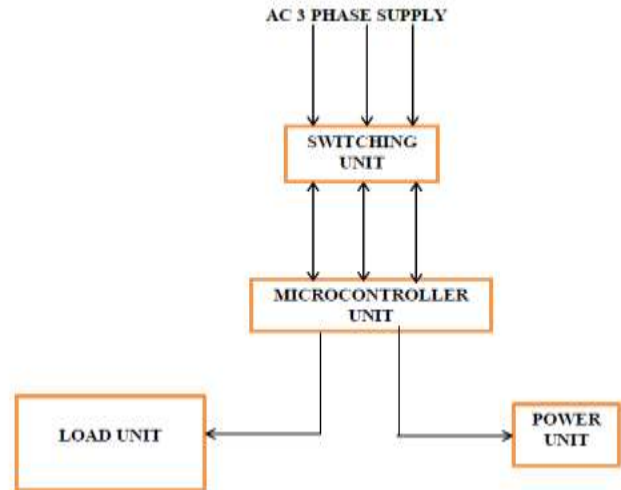 AC 3 PHASE SUPPLY
SWITCHING
UNIT
MICROCONTROLLER
UNIT
LOAD UNIT
POWER
UNIT